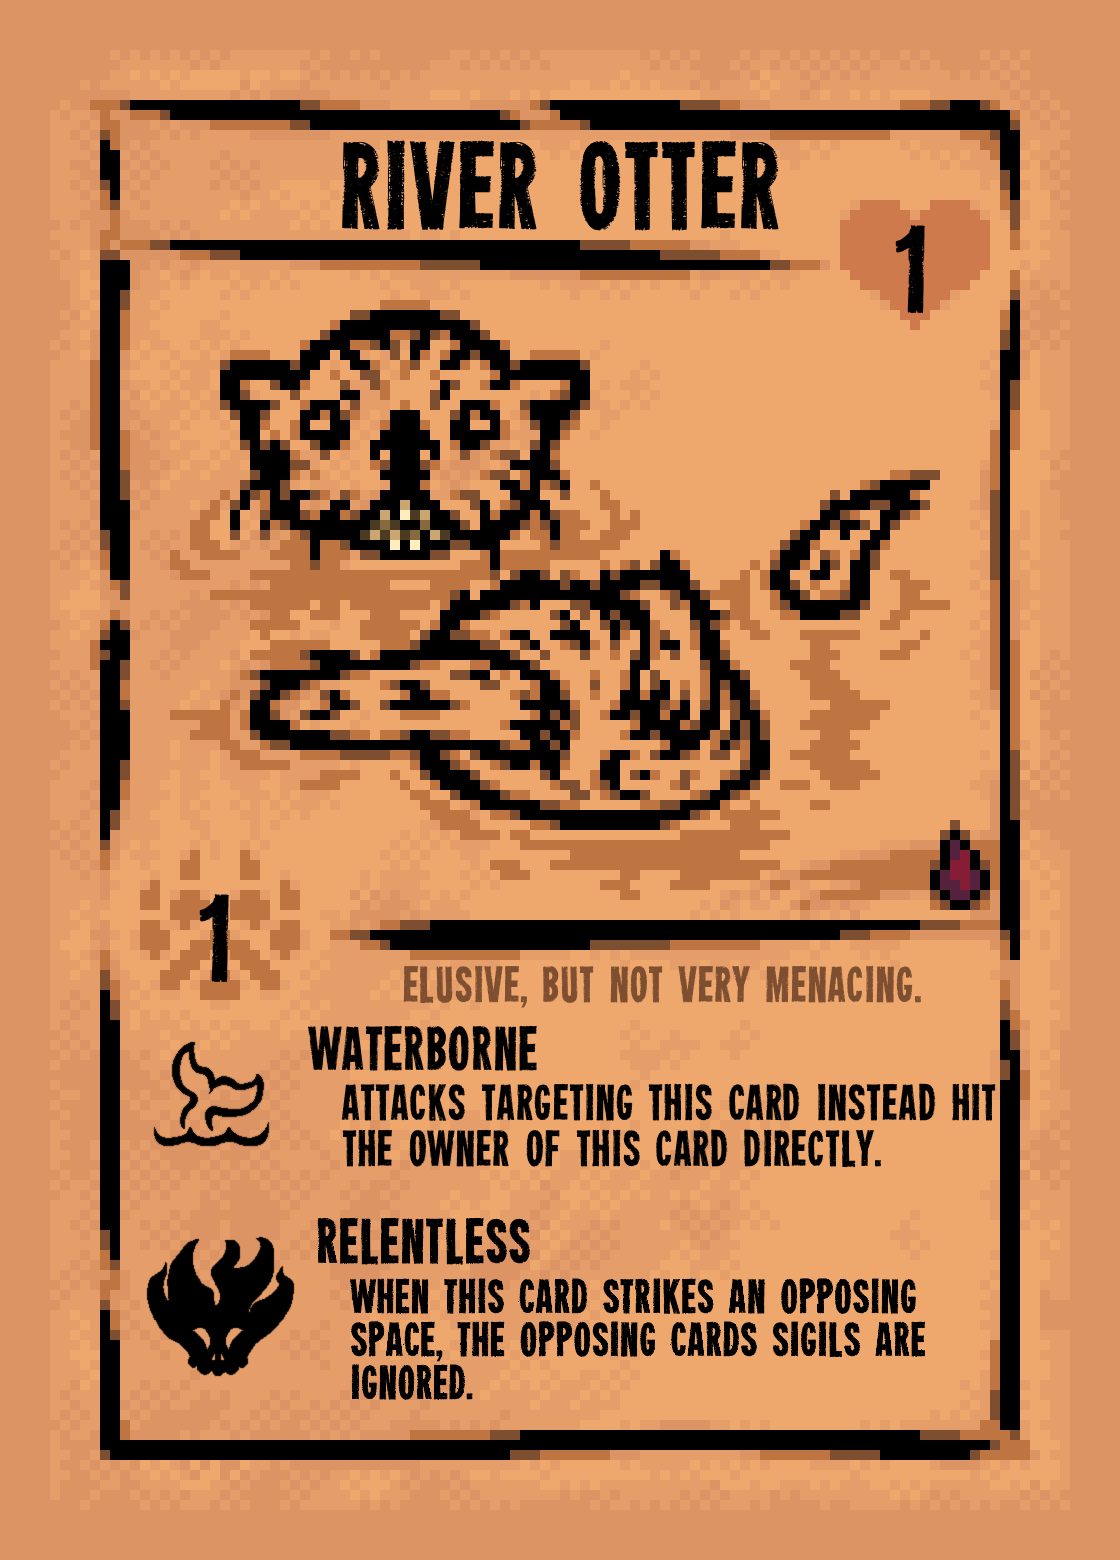 RIVER OTTER
1
1
ELUSIVE, BUT NOT VERY MENACING.
WATERBORNE
ATTACKS TARGETING THIS CARD INSTEAD HIT
THE OWNER OF THIS CARD DIRECTLY.
RELENTLESS
WHEN THIS CARD STRIKES AN OPPOSING
SPACE, THE OPPOSING CARDS SIGILS ARE
IGNORED.